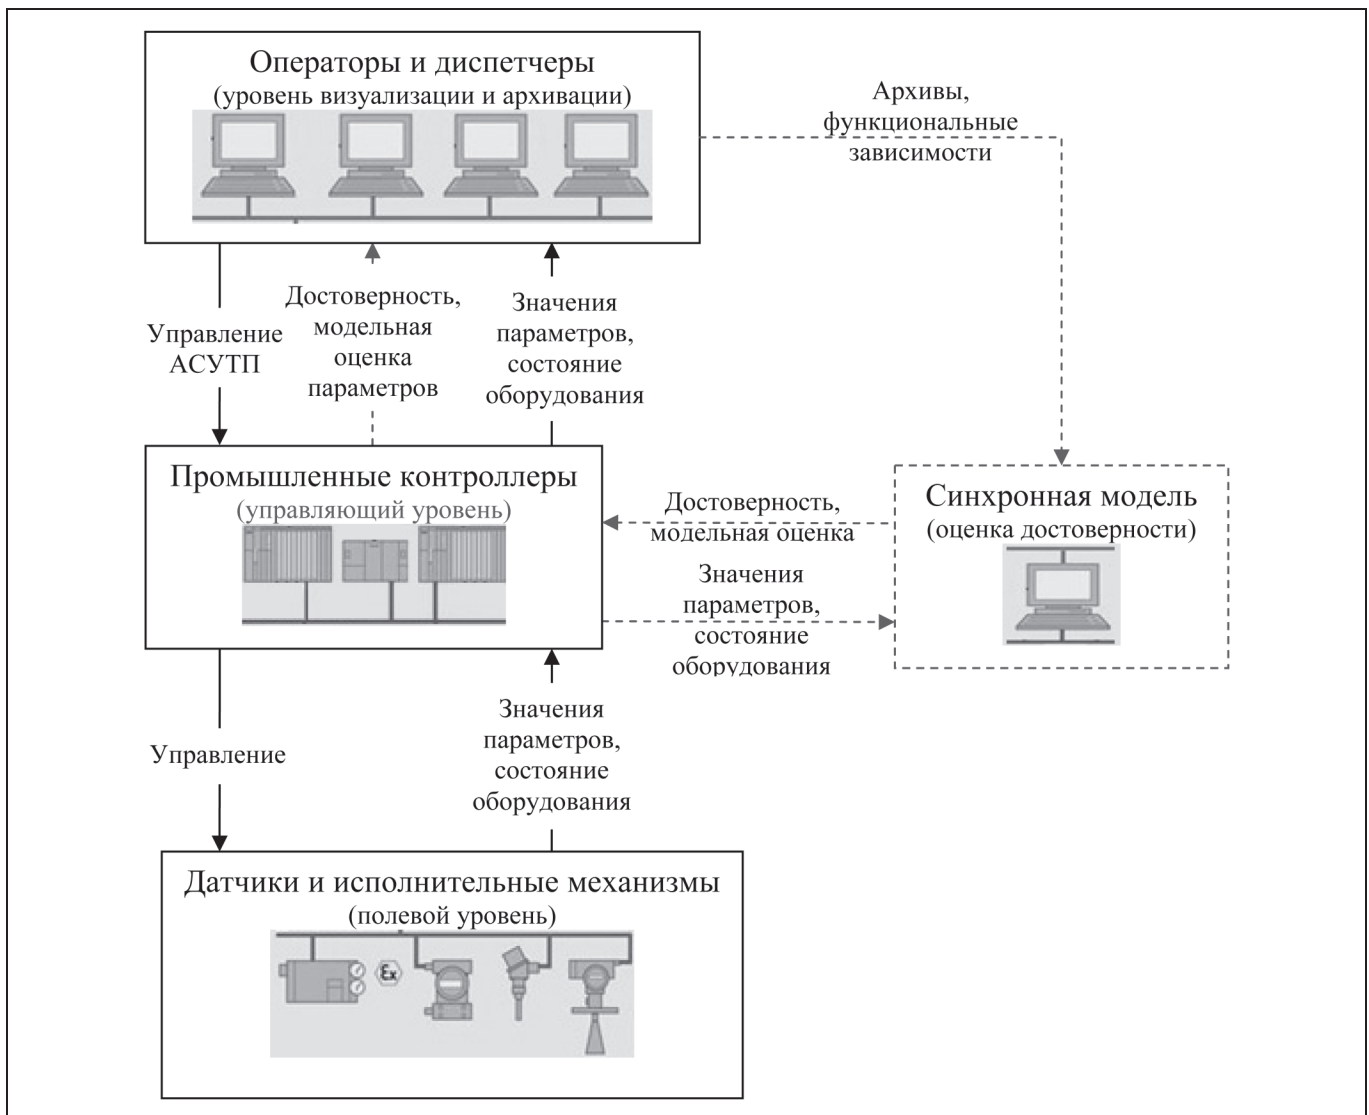 Операторы и диспетчеры
(уровень визуализации и архивации)
Архивы,
функциональные
зависимости
Управление
АСУТП
Достоверность,
модельная
оценка
параметров
Значения
параметров,
состояние
оборудования
Промышленные контроллеры
(управляющий уровень)
Достоверность,
модельная оценка
Значения
параметров,
состояние
оборудования
Синхронная модель
(оценка достоверности)
Управление
Значения
параметров,
состояние
оборудования
Датчики и исполнительные механизмы
(полевой уровень)
Ex